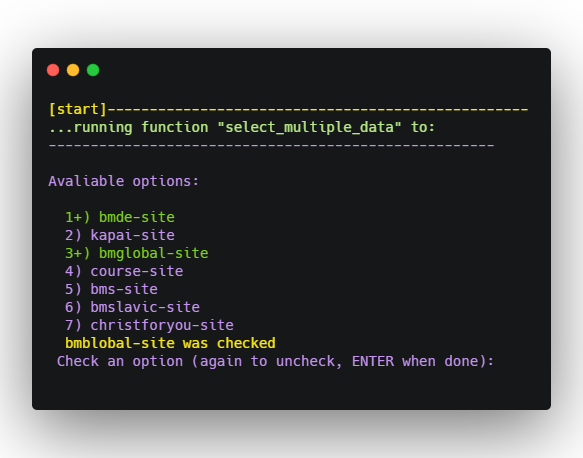 [start]--------------------------------------------------
...running function "select_multiple_data" to:
-----------------------------------------------------
Avaliable options:
1+) bmde-site
2) kapai-site
3+) bmglobal-site
4) course-site
5) bms-site
6) bmslavic-site
7) christforyou-site
bmblobal-site was checked
Check an option (again to uncheck, ENTER when done):